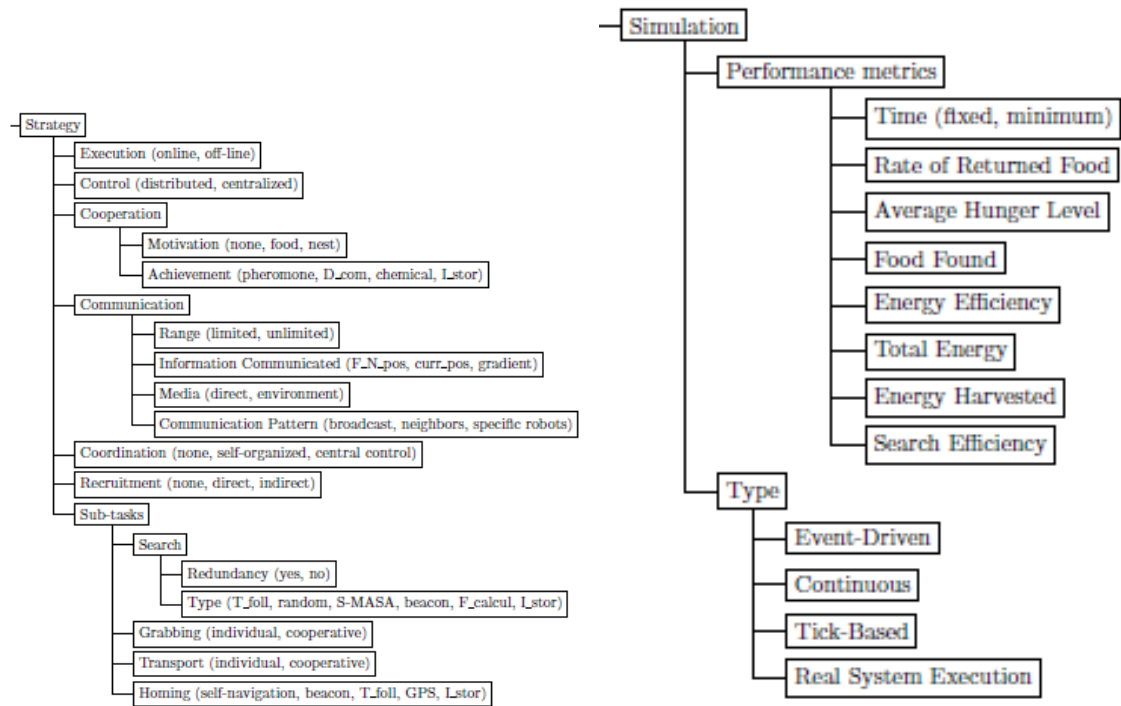 Strategy
Execution (online, off-line)
Control (distributed, centralized)
Cooperation
Motivation (none, food, nest)
Achievement (pheromone, D_com, chemical, I_stor)
Communication
Range (limited, unlimited)
Information Communicated (F_N_pos, curr_pos, gradient)
Media (direct, environment)
Communication Pattern (broadcast, neighbors, specific robots)
Coordination (none, self-organized, central control)
Recruitment (none, direct, indirect)
Sub-tasks
Search
Redundancy (yes, no)
Type (T_foll, random, S-MASA, beacon, F_calcul, I_stor)
Grabbing (individual, cooperative)
Transport (individual, cooperative)
Homing (self-navigation, beacon, T_foll, GPS, I_stor)
Simulation
Performance metrics
Time (fixed, minimum)
Rate of Returned Food
Average Hunger Level
Food Found
Energy Efficiency
Total Energy
Energy Harvested
Search Efficiency
Type
Event-Driven
Continuous
Tick-Based
Real System Execution